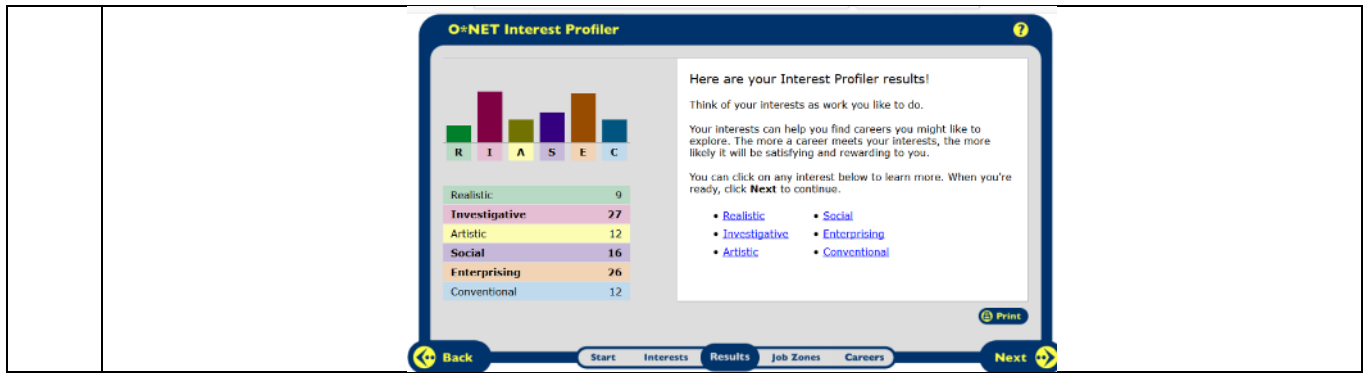 O*NET Interest Profiler
?
R I A S E C
Realistic 9
Investigative 27
Artistic 12
Social 16
Enterprising 26
Conventional 12
Here are your Interest Profiler results!
Think of your interests as work you like to do.
Your interests can help you find careers you might like to
explore. The more a career meets your interests, the more
likely it will be satisfying and rewarding to you.
You can click on any interest below to learn more. When you're
ready, click Next to continue.
• Realistic • Social
• Investigative • Enterprising
• Artistic • Conventional
Print
Back Start Interests Results Job Zones Careers Next